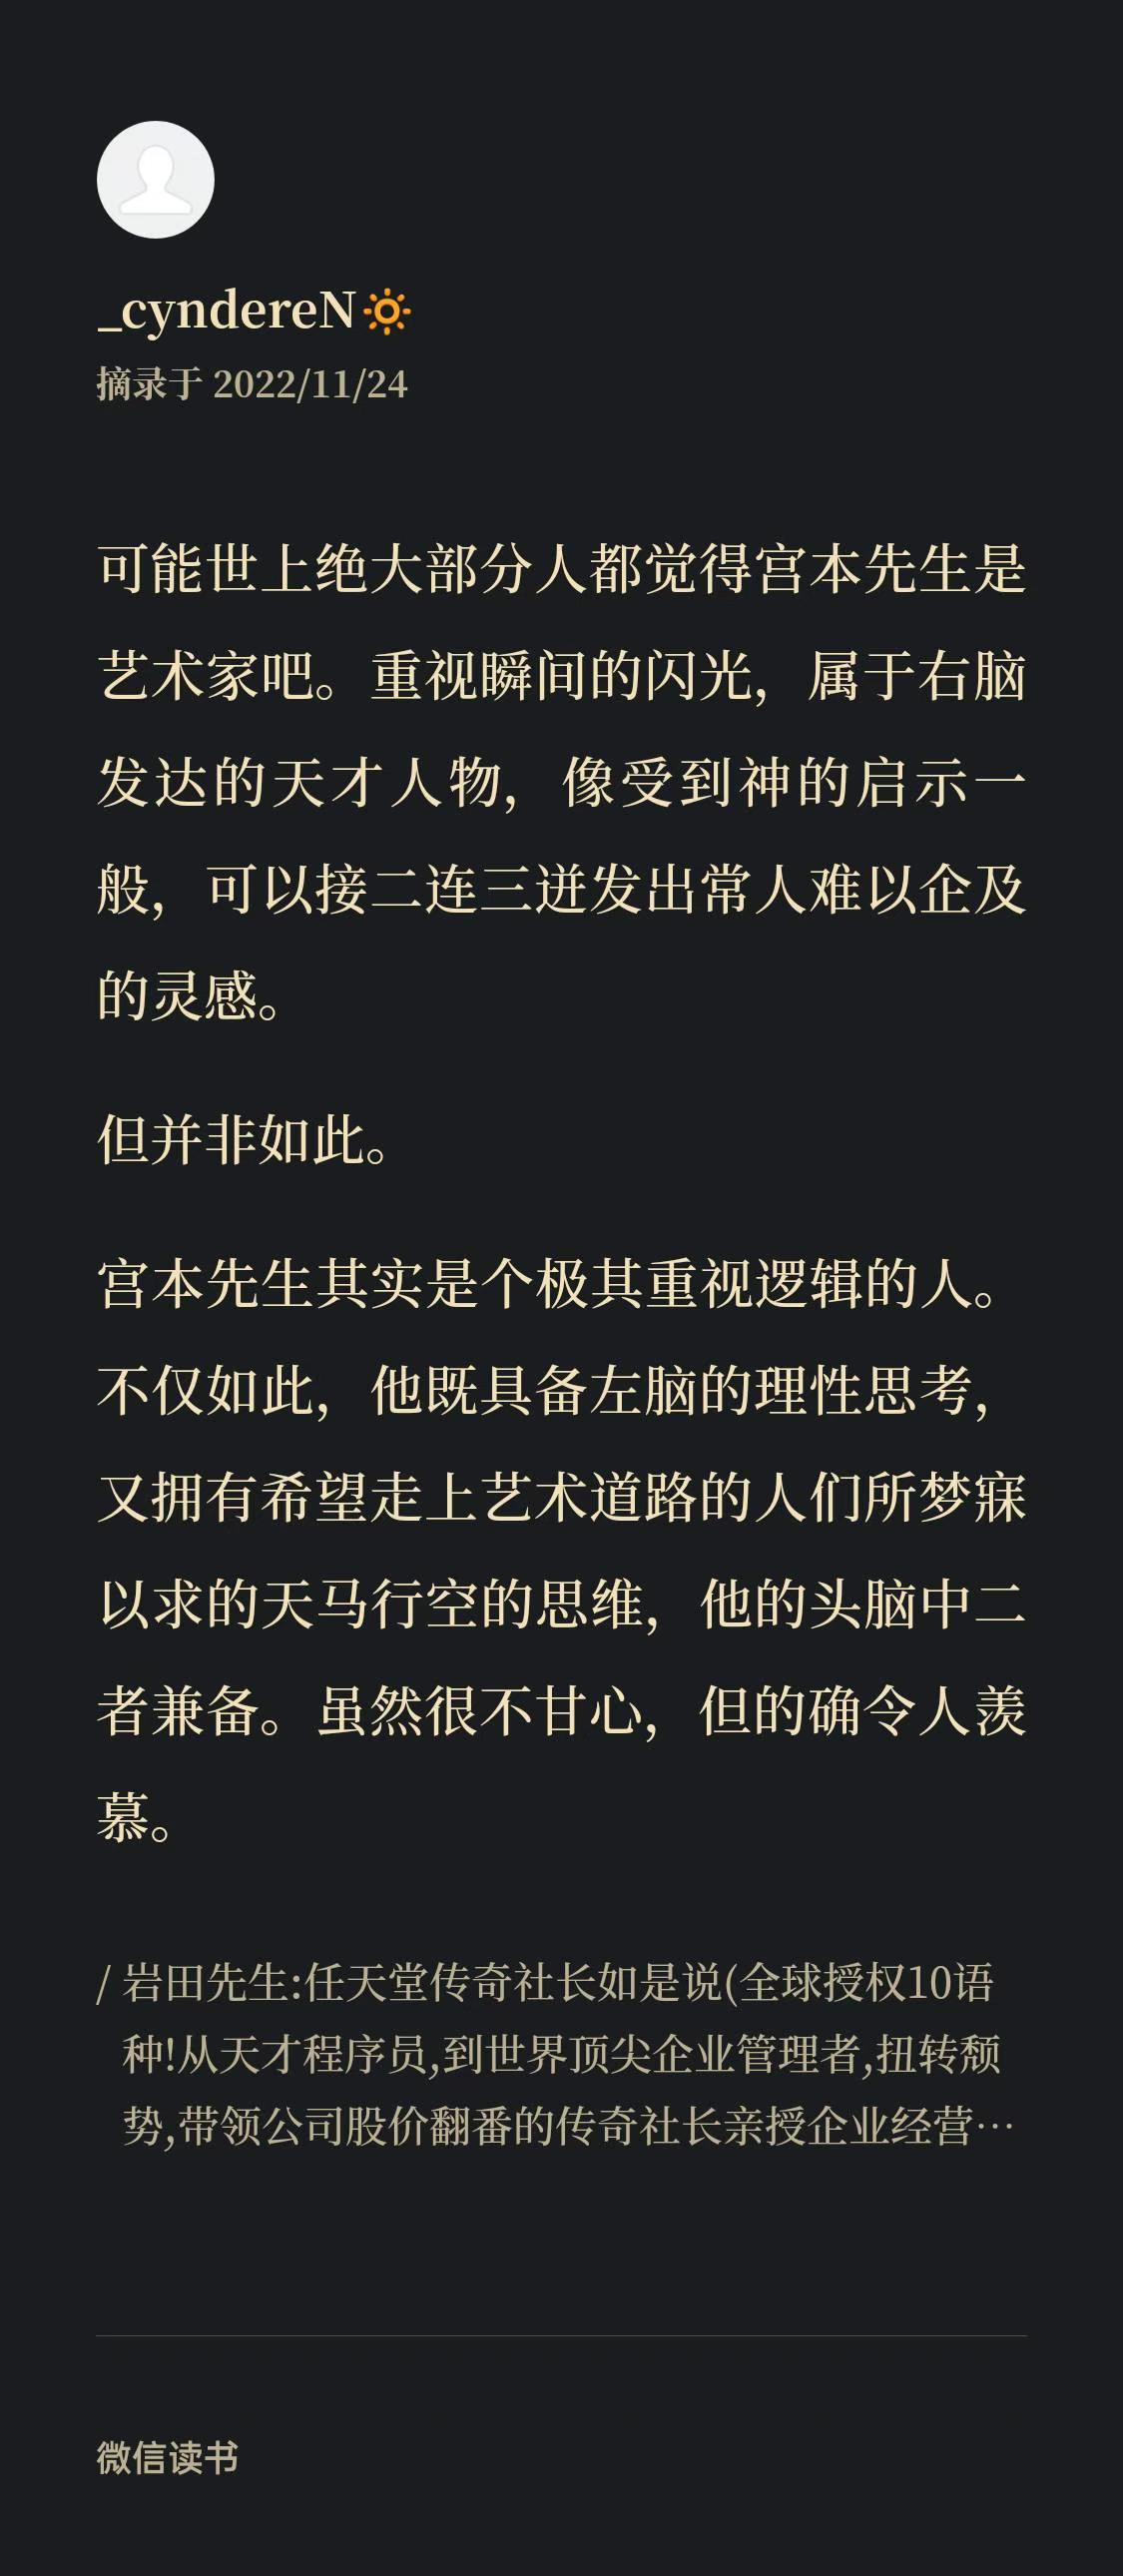 _cyndereN🔅
摘录于 2022/11/24
可能世上绝大部分人都觉得宫本先生是
艺术家吧。重视瞬间的闪光，属于右脑
发达的天才人物，像受到神的启示一
般，可以接二连三迸发出常人难以企及
的灵感。
但并非如此。
宫本先生其实是个极其重视逻辑的人。
不仅如此，他既具备左脑的理性思考，
又拥有希望走上艺术道路的人们所梦寐
以求的天马行空的思维，他的头脑中二
者兼备。虽然很不甘心，但的确令人羡
慕。
/ 岩田先生:任天堂传奇社长如是说(全球授权10语
种!从天才程序员,到世界顶尖企业管理者,扭转颓
势,带领公司股价翻番的传奇社长亲授企业经营…
微信读书